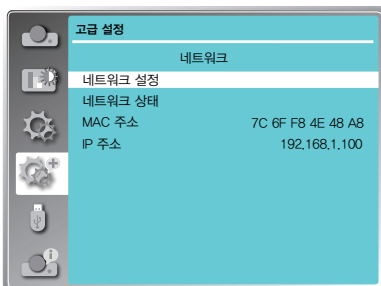 고급 설정
네트워크
네트워크 설정
네트워크 상태
MAC 주소 7C 6F F8 4E 48 A8
IP 주소 192.168.1.100